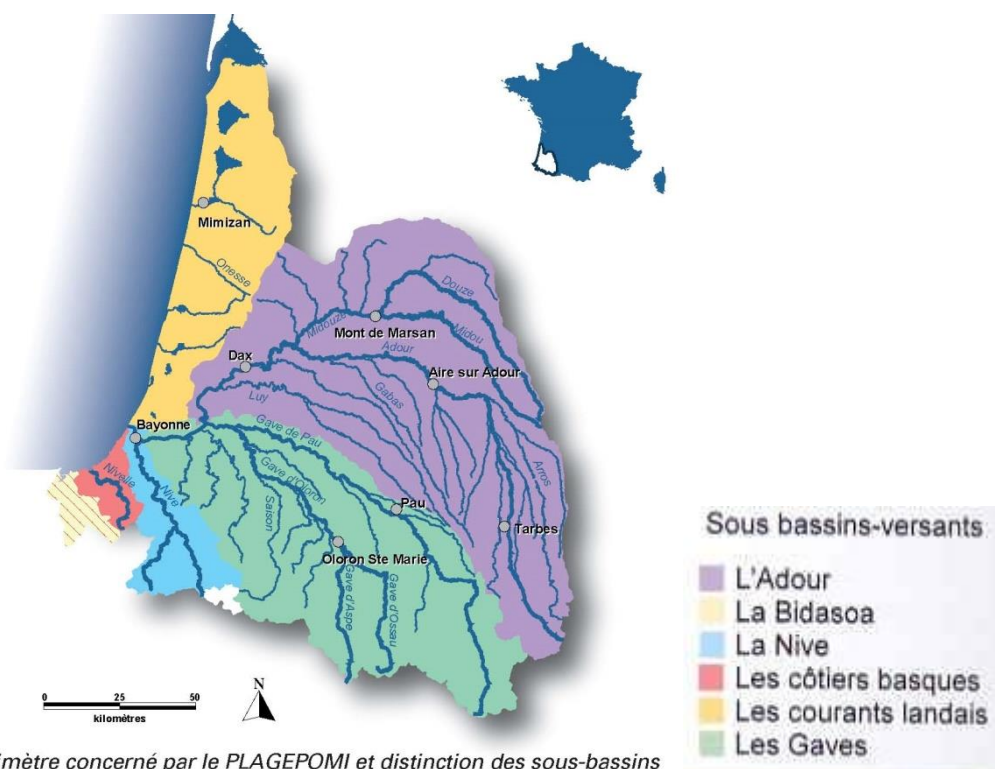 Mimizan
Onesse
Douze
Midouze
Mont de Marsan
Midou
Adour
Dax
Aire sur Adour
Gabas
Luy
Bayonne
Gave de Pau
Arros
Nivelle
Nive
Gave d'Oloron
Saison
Pau
Tarbes
Oloron Ste Marie
Gave d'Aspe
Gave d'Ossau
0 25 50
kilomètres
N
Sous bassins-versants
L'Adour
La Bidasoa
La Nive
Les côtiers basques
Les courants landais
Les Gaves
imètre concerné par le PLAGEPOMI et distinction des sous-bassins